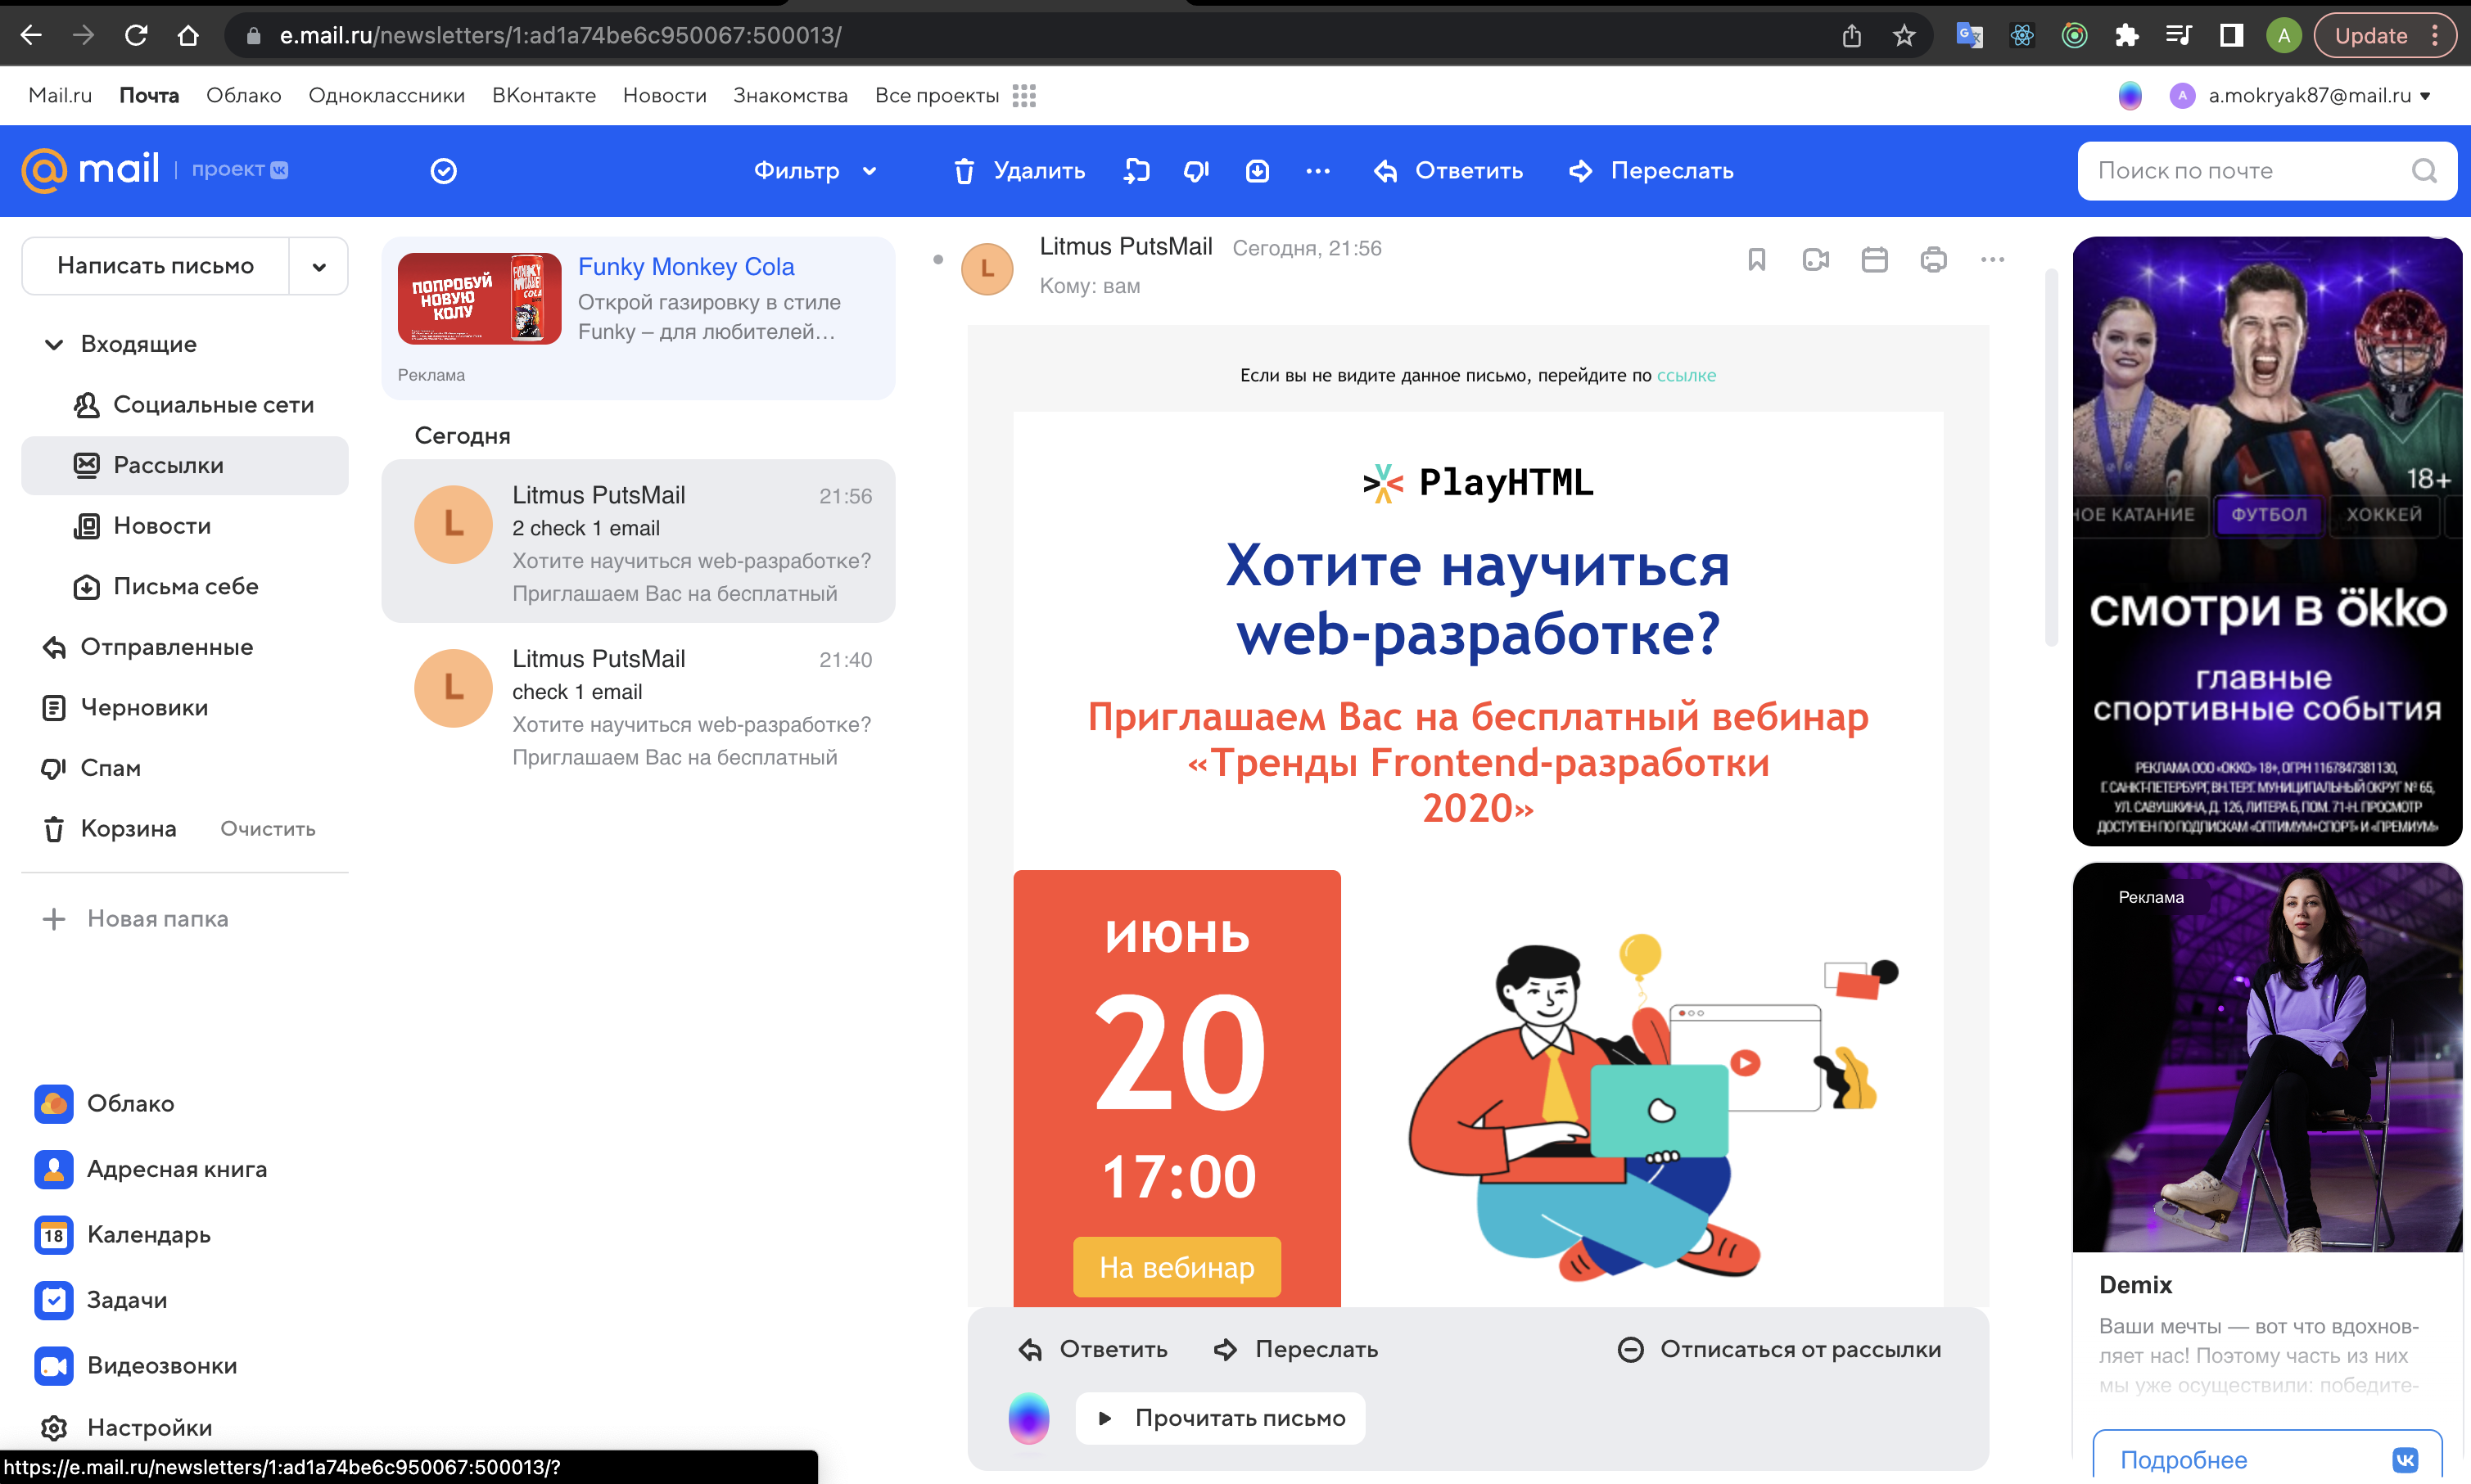 e.mail.ru/newsletters/1:ad1a74be6c950067:500013/
A
Update
Mail.ru
Почта
Облако
Одноклассники
ВКонтакте
Новости
Знакомства
Все проекты
A
a.mokryak87@mail.ru
@mail
проект
Фильтр
Удалить
Ответить
Переслать
Поиск по почте
Написать письмо
Входящие
Социальные сети
Рассылки
Новости
Письма себе
Отправленные
Черновики
Спам
Корзина
Очистить
Новая папка
Облако
Адресная книга
18
Календарь
Задачи
Видеозвонки
Настройки
https://e.mail.ru/newsletters/1:ad1a74be6c950067:500013/?
ПОПРОБУЙ
НОВУЮ
КОЛУ
Funky Monkey Cola
Открой газировку в стиле
Funky – для любителей…
Реклама
Сегодня
L
Litmus PutsMail
21:56
2 check 1 email
Хотите научиться web-разработке?
Приглашаем Вас на бесплатный
L
Litmus PutsMail
21:40
check 1 email
Хотите научиться web-разработке?
Приглашаем Вас на бесплатный
L
Litmus PutsMail
Сегодня, 21:56
Кому: вам
Если вы не видите данное письмо, перейдите по ссылке
PlayHTML
Хотите научиться
web-разработке?
Приглашаем Вас на бесплатный вебинар
«Тренды Frontend-разработки
2020»
ИЮНЬ
20
17:00
На вебинар
Ответить
Переслать
Отписаться от рассылки
Прочитать письмо
18+
НОЕ КАТАНИЕ
ФУТБОЛ
ХОККЕЙ
смотри в ökko
главные
спортивные события
РЕКЛАМА ООО «ОККО» 18+, ОГРН 1167847381130,
Г. САНКТ-ПЕТЕРБУРГ, ВН.ТЕР.Г. МУНИЦИПАЛЬНЫЙ ОКРУГ № 65,
УЛ. САВУШКИНА, Д. 126, ЛИТЕРА Б, ПОМ. 71-Н. ПРОСМОТР
ДОСТУПЕН ПО ПОДПИСКАМ «ОПТИМУМ+СПОРТ» И «ПРЕМИУМ»
Реклама
Demix
Ваши мечты — вот что вдохнов-
ляет нас! Поэтому часть из них
мы уже осуществили: победите-
Подробнее